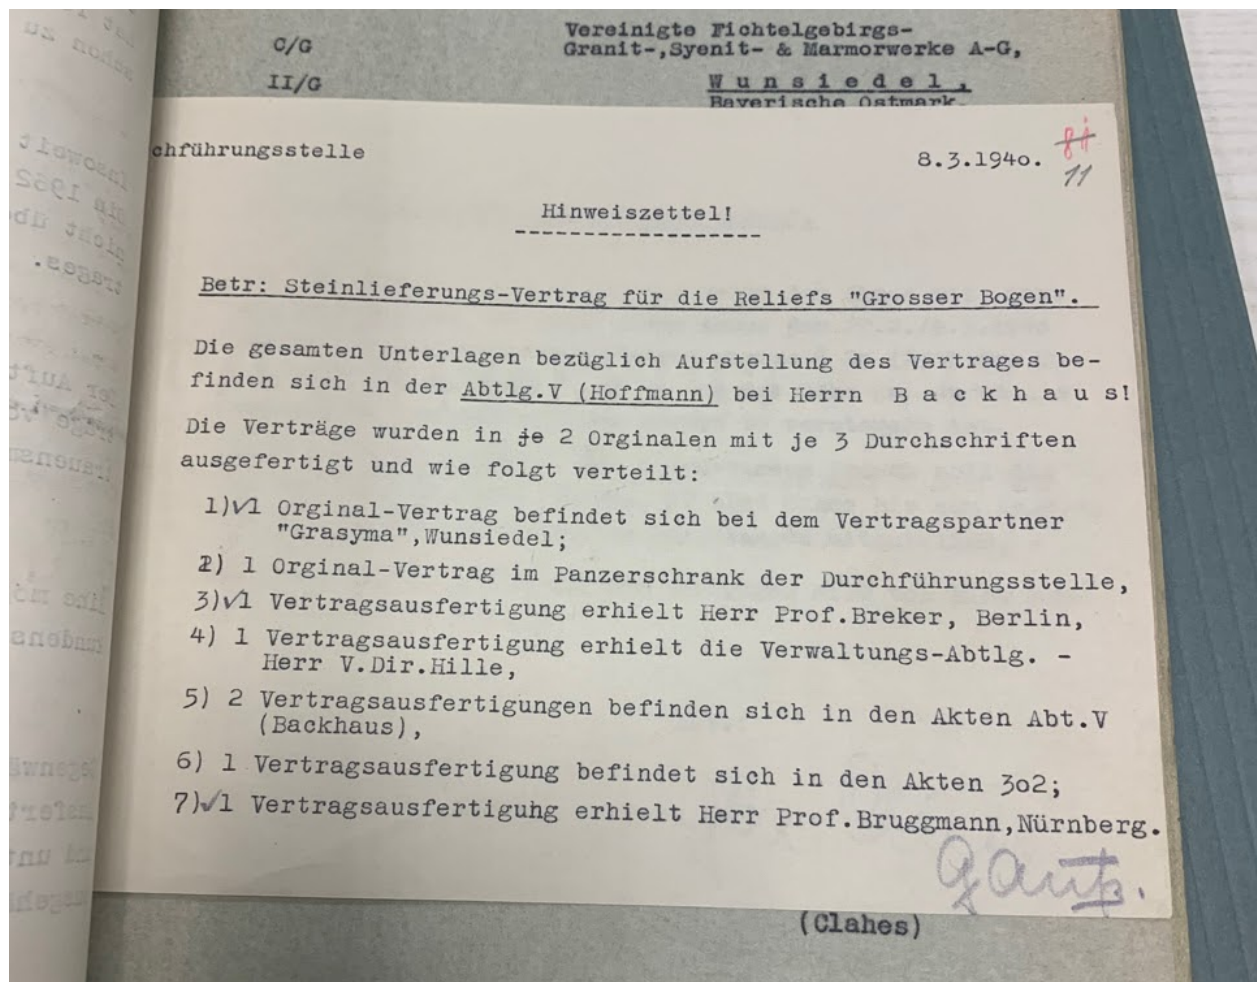 C/G
II/G
Vereinigte Fichtelgebirgs-
Granit-,Syenit- & Marmorwerke A-G,
W u n s i e d e l ,
Bayerische Ostmark.
chführungsstelle
8.3.1940.
11
Hinweiszettel!
Betr: Steinlieferungs-Vertrag für die Reliefs "Grosser Bogen".
Die gesamten Unterlagen bezüglich Aufstellung des Vertrages be-
finden sich in der Abtlg.V (Hoffmann) bei Herrn B a c k h a u s!
Die Verträge wurden in je 2 Orginalen mit je 3 Durchschriften
ausgefertigt und wie folgt verteilt:
1)√1 Orginal-Vertrag befindet sich bei dem Vertragspartner
"Grasyma",Wunsiedel;
2) 1 Orginal-Vertrag im Panzerschrank der Durchführungsstelle,
3)√1 Vertragsausfertigung erhielt Herr Prof.Breker, Berlin,
4) 1 Vertragsausfertigung erhielt die Verwaltungs-Abtlg. -
Herr V.Dir.Hille,
5) 2 Vertragsausfertigungen befinden sich in den Akten Abt.V
(Backhaus),
6) 1 Vertragsausfertigung befindet sich in den Akten 3o2;
7)√1 Vertragsausfertiguhg erhielt Herr Prof.Bruggmann,Nürnberg.
(Clahes)